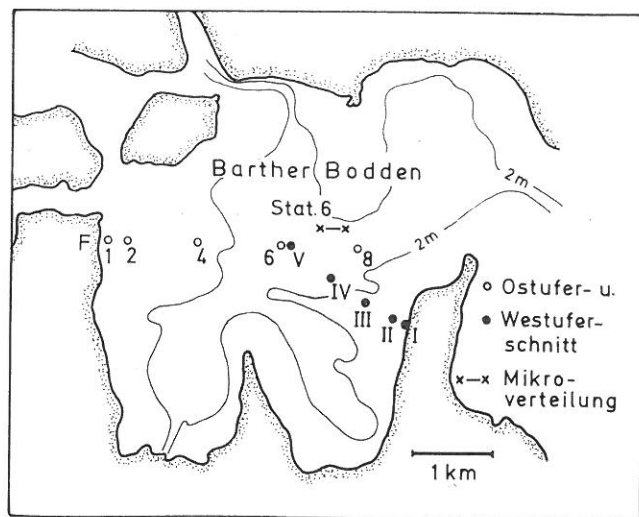 Barther Bodden
2m
Stat. 6
2m
F 1 2 4 6 V 8
IV
III
II I
Ostufer- u.
Westufer-
schnitt
x—x Mikro-
verteilung
1 km